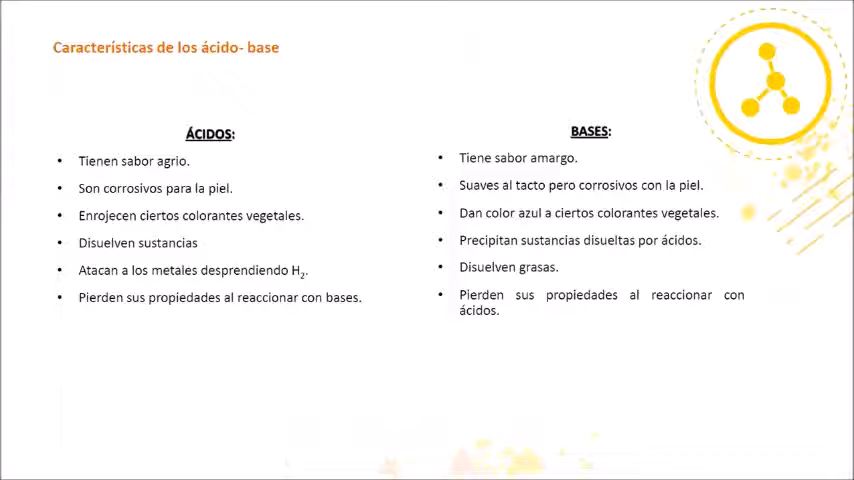 Características de los ácido- base
ÁCIDOS:
• Tienen sabor agrio.
• Son corrosivos para la piel.
• Enrojecen ciertos colorantes vegetales.
• Disuelven sustancias
• Atacan a los metales desprendiendo H₂.
• Pierden sus propiedades al reaccionar con bases.
BASES:
• Tiene sabor amargo.
• Suaves al tacto pero corrosivos con la piel.
• Dan color azul a ciertos colorantes vegetales.
• Precipitan sustancias disueltas por ácidos.
• Disuelven grasas.
• Pierden sus propiedades al reaccionar con
ácidos.